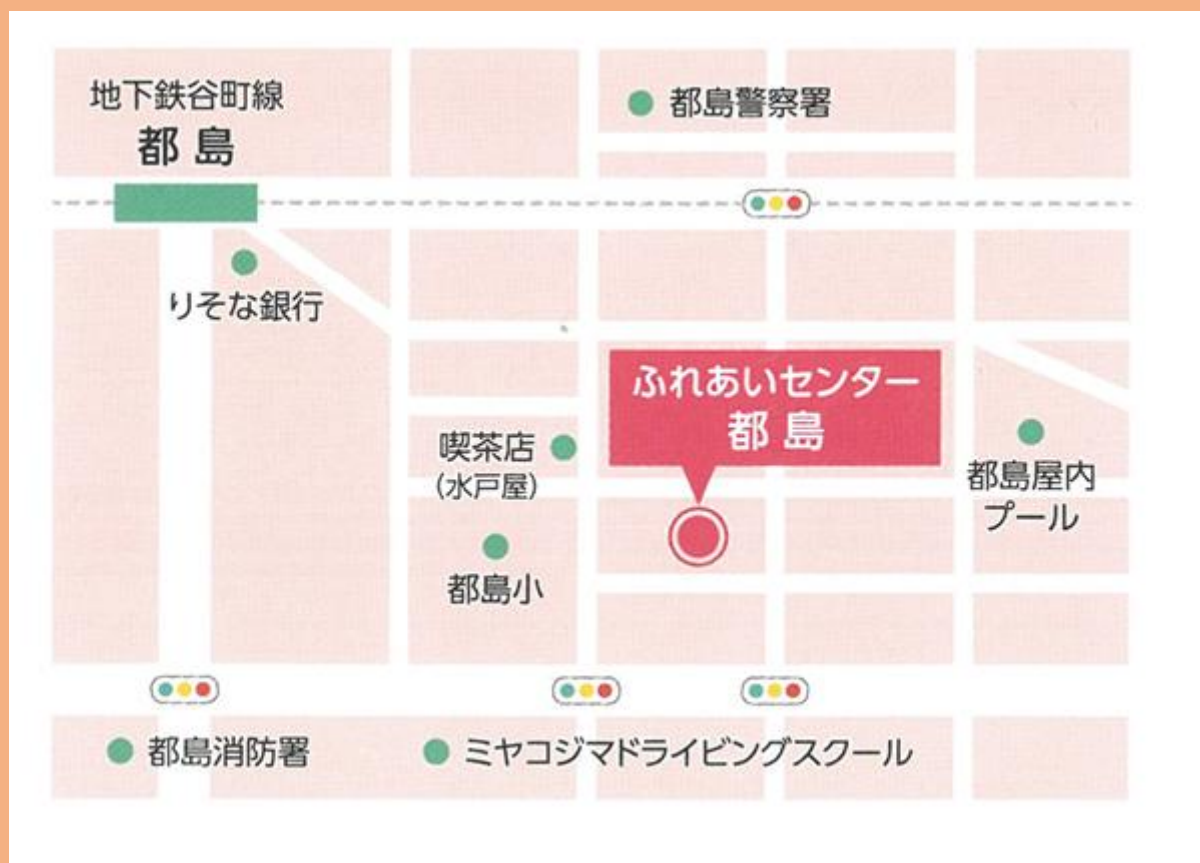 地下鉄谷町線
都島
都島警察署
りそな銀行
ふれあいセンター
都島
喫茶店
(水戸屋)
都島屋内
プール
都島小
都島消防署
ミヤコジマドライビングスクール